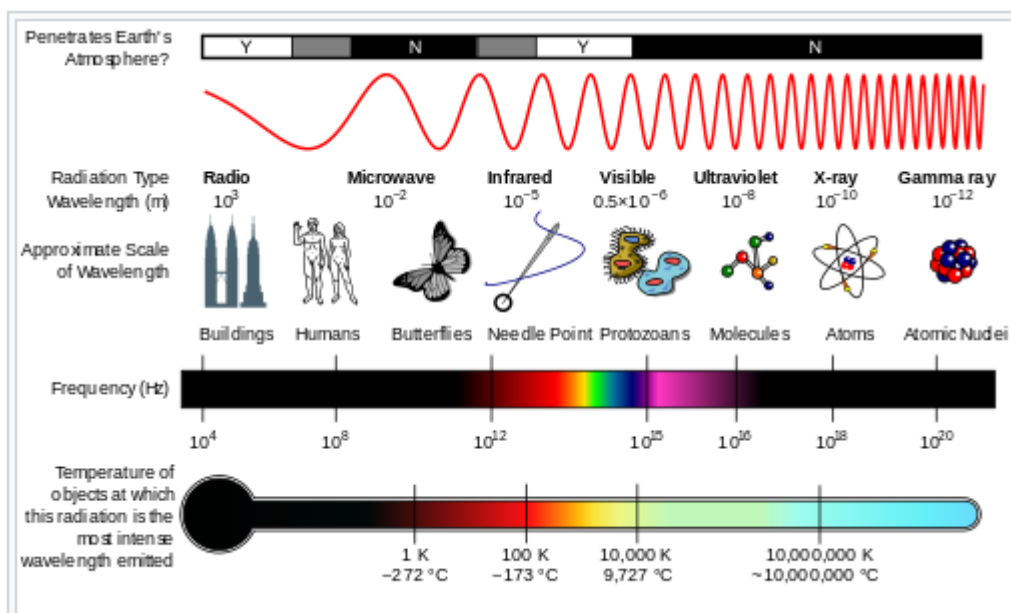 Penetrates Earth's
Atmosphere?
Y N Y N
Radiation Type
Wavelength (m)
Radio Microwave Infrared Visible Ultraviolet X-ray Gamma ray
10³ 10⁻² 10⁻⁵ 0.5×10⁻⁶ 10⁻⁸ 10⁻¹⁰ 10⁻¹²
Approximate Scale
of Wavelength
Buildings Humans Butterflies Needle Point Protozoans Molecules Atoms Atomic Nuclei
Frequency (Hz)
10⁴ 10⁸ 10¹² 10¹⁵ 10¹⁶ 10¹⁸ 10²⁰
Temperature of
objects at which
this radiation is the
most intense
wavelength emitted
1 K 100 K 10,000 K 10,000,000 K
−272 °C −173 °C 9,727 °C ~10,000,000 °C